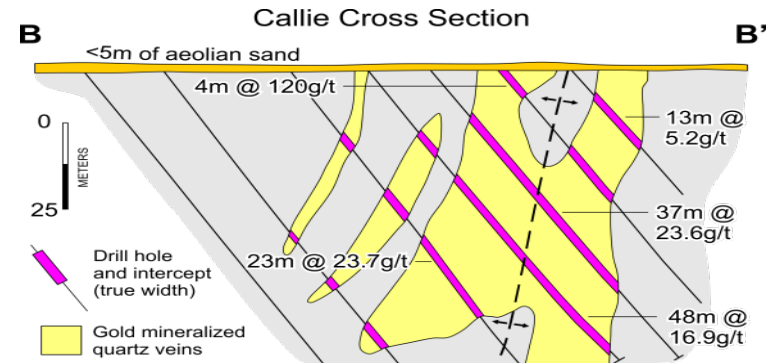 Callie Cross Section
B
B'
<5m of aeolian sand
4m @ 120g/t
0
METERS
25
13m @
5.2g/t
37m @
23.6g/t
23m @ 23.7g/t
48m @
16.9g/t
Drill hole
and intercept
(true width)
Gold mineralized
quartz veins